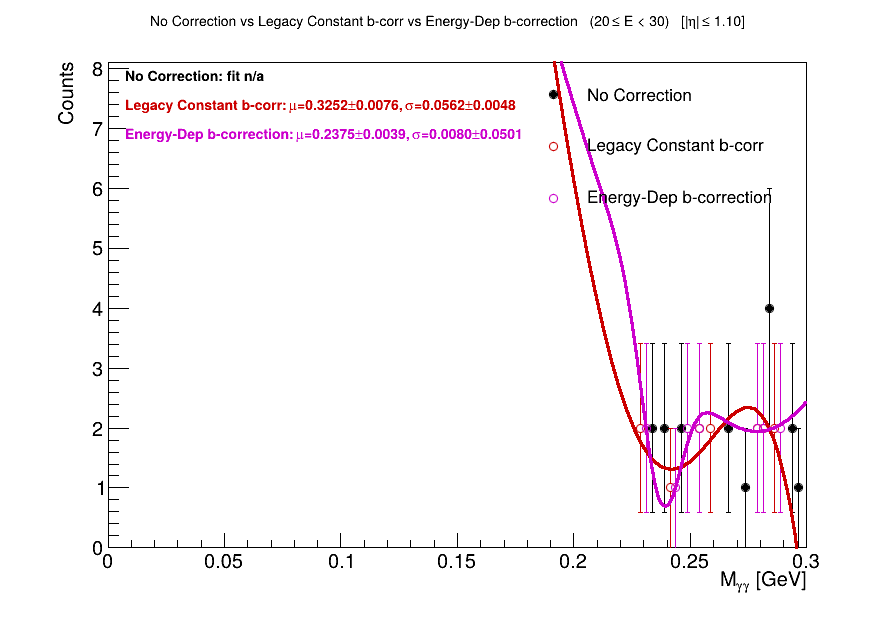 No Correction vs Legacy Constant b-corr vs Energy-Dep b-correction (20 ≤ E < 30) [|η| ≤ 1.10]
Counts
No Correction: fit n/a
Legacy Constant b-corr: μ=0.3252±0.0076, σ=0.0562±0.0048
Energy-Dep b-correction: μ=0.2375±0.0039, σ=0.0080±0.0501
No Correction
Legacy Constant b-corr
Energy-Dep b-correction
8
7
6
5
4
3
2
1
0
0 0.05 0.1 0.15 0.2 0.25 0.3
Mγγ [GeV]